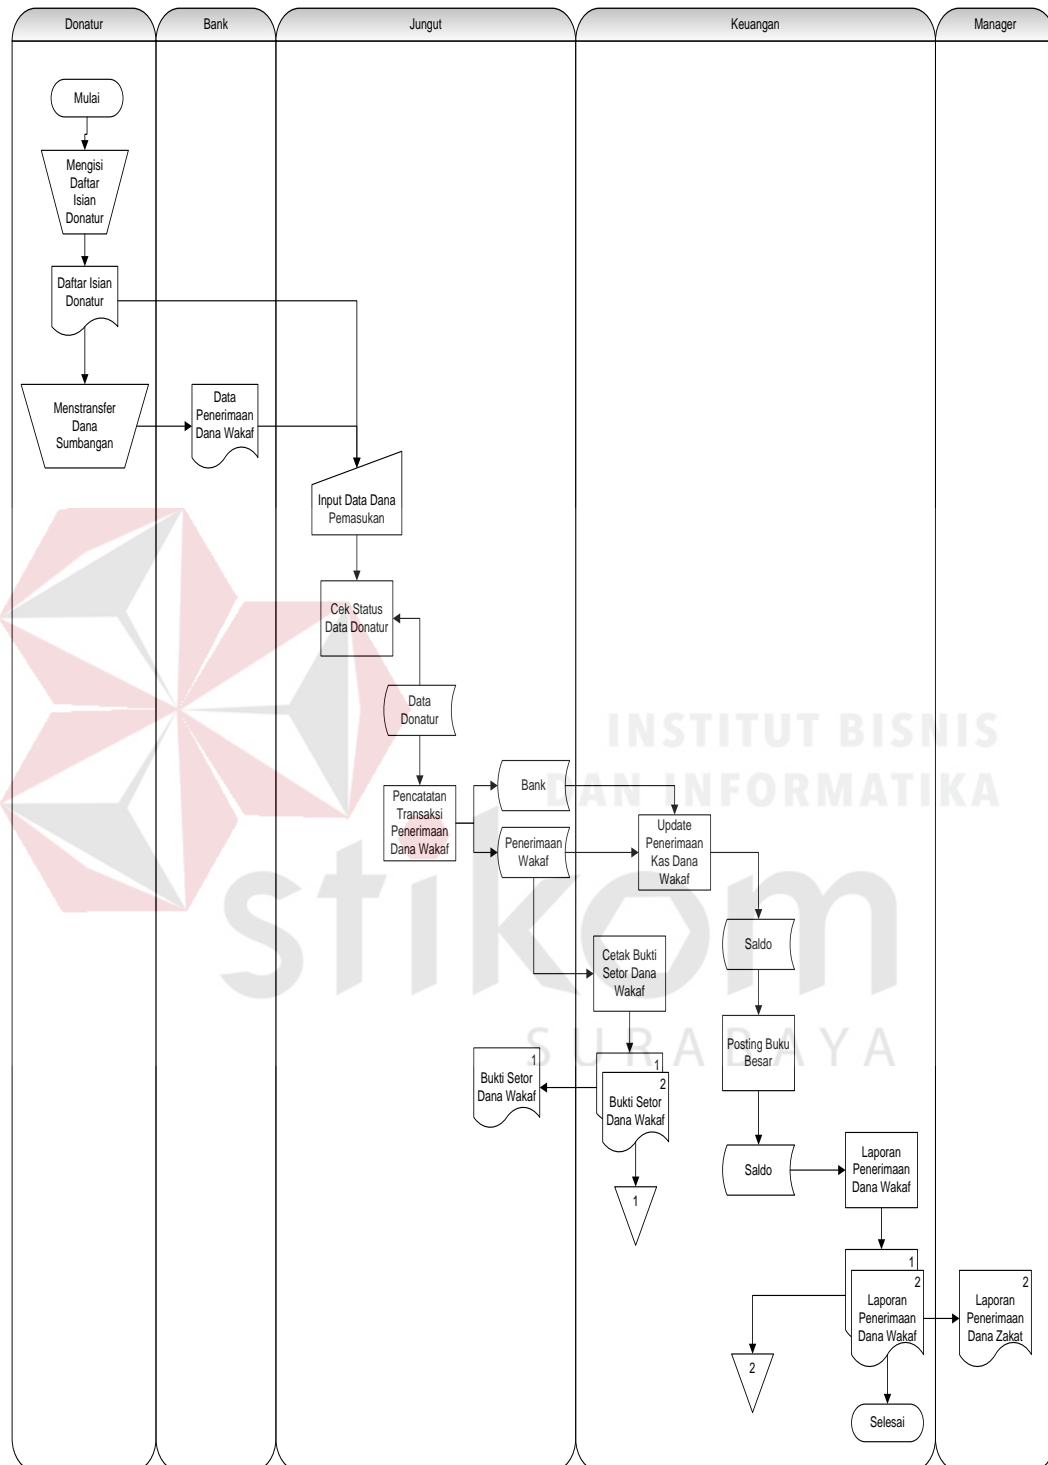 Donatur
Bank
Jungut
Keuangan
Manager
Mulai
Mengisi
Daftar
Isian
Donatur
Daftar Isian
Donatur
Menstransfer
Dana
Sumbangan
Data
Penerimaan
Dana Wakaf
Input Data Dana
Pemasukan
Cek Status
Data Donatur
Data
Donatur
Pencatatan
Transaksi
Penerimaan
Dana Wakaf
Bank
Penerimaan
Wakaf
Update
Penerimaan
Kas Dana
Wakaf
Saldo
Cetak Bukti
Setor Dana
Wakaf
Posting Buku
Besar
1
Bukti Setor
Dana Wakaf
1
2
Bukti Setor
Dana Wakaf
1
Saldo
Laporan
Penerimaan
Dana Wakaf
1
2
Laporan
Penerimaan
Dana Wakaf
2
Laporan
Penerimaan
Dana Zakat
2
Selesai
INSTITUT BISNIS
DAN INFORMATIKA
stikom
SURABAYA